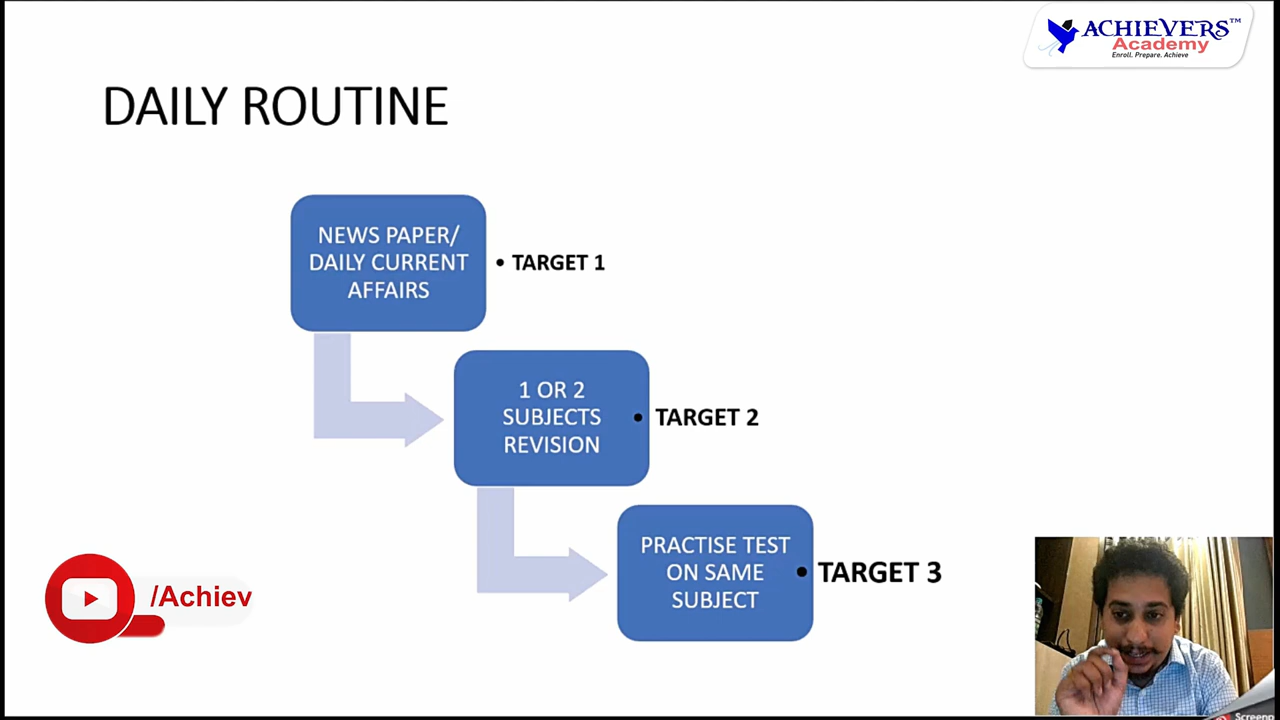 ACHIEVERS™
Academy
Enroll. Prepare. Achieve
DAILY ROUTINE
NEWS PAPER/
DAILY CURRENT
AFFAIRS
• TARGET 1
1 OR 2
SUBJECTS
REVISION
• TARGET 2
PRACTISE TEST
ON SAME
SUBJECT
• TARGET 3
/Achiev